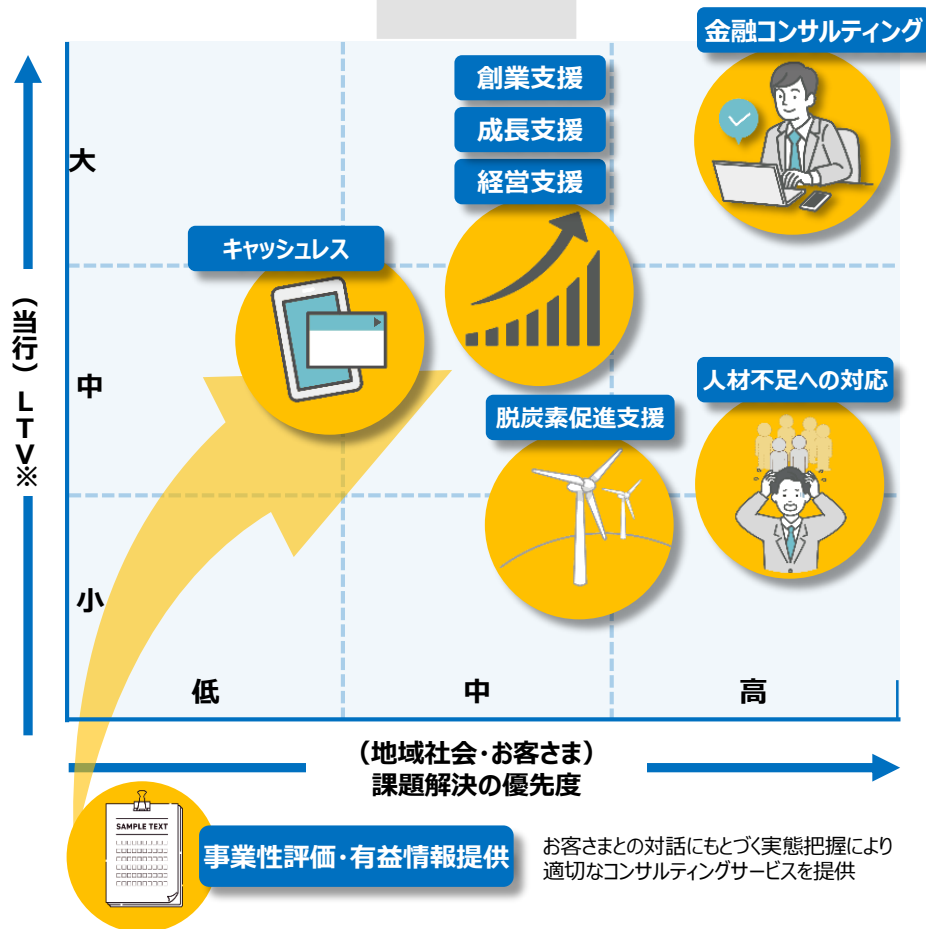 金融コンサルティング
創業支援
成長支援
経営支援
大
キャッシュレス
（当行）LTV※
中
人材不足への対応
脱炭素促進支援
小
低
中
高
（地域社会・お客さま）
課題解決の優先度
SAMPLE TEXT
事業性評価・有益情報提供
お客さまとの対話にもとづく実態把握により
適切なコンサルティングサービスを提供